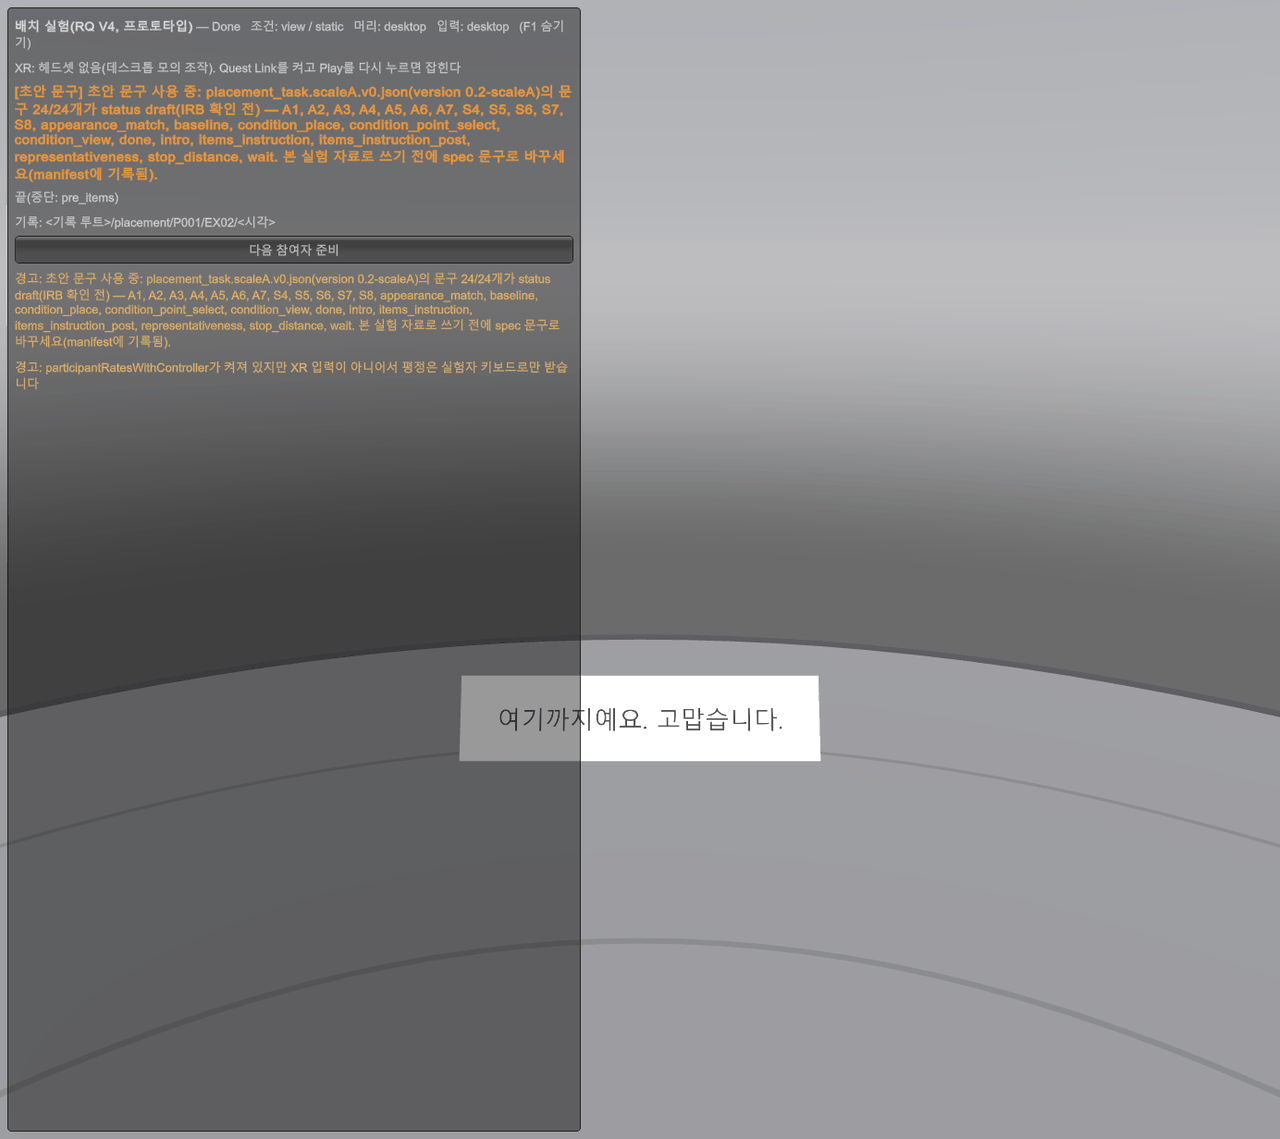 배치 실험(RQ V4, 프로토타입) — Done 조건: view / static 머리: desktop 입력: desktop (F1 숨기
기)
XR: 헤드셋 없음(데스크톱 모의 조작). Quest Link를 켜고 Play를 다시 누르면 잡힌다
[초안 문구] 초안 문구 사용 중: placement_task.scaleA.v0.json(version 0.2-scaleA)의 문
구 24/24개가 status draft(IRB 확인 전) — A1, A2, A3, A4, A5, A6, A7, S4, S5, S6, S7,
S8, appearance_match, baseline, condition_place, condition_point_select,
condition_view, done, intro, items_instruction, items_instruction_post,
representativeness, stop_distance, wait. 본 실험 자료로 쓰기 전에 spec 문구로 바꾸세
요(manifest에 기록됨).
끝(중단: pre_items)
기록: <기록 루트>/placement/P001/EX02/<시각>
다음 참여자 준비
경고: 초안 문구 사용 중: placement_task.scaleA.v0.json(version 0.2-scaleA)의 문구 24/24개가 status
draft(IRB 확인 전) — A1, A2, A3, A4, A5, A6, A7, S4, S5, S6, S7, S8, appearance_match, baseline,
condition_place, condition_point_select, condition_view, done, intro, items_instruction,
items_instruction_post, representativeness, stop_distance, wait. 본 실험 자료로 쓰기 전에 spec 문구로
바꾸세요(manifest에 기록됨).
경고: participantRatesWithController가 켜져 있지만 XR 입력이 아니어서 평정은 실험자 키보드로만 받습
니다
여기까지예요. 고맙습니다.